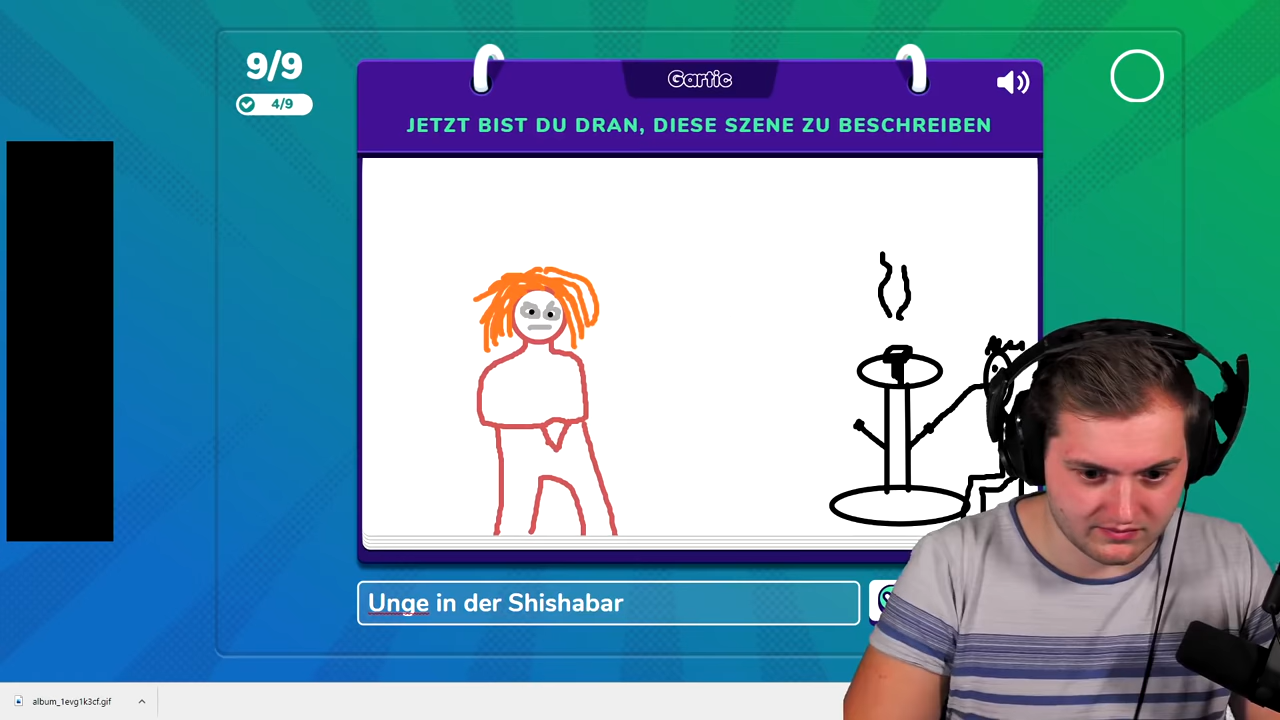 9/9
4/9
Gartic
JETZT BIST DU DRAN, DIESE SZENE ZU BESCHREIBEN
Unge in der Shishabar
album_1evg1k3cf.gif